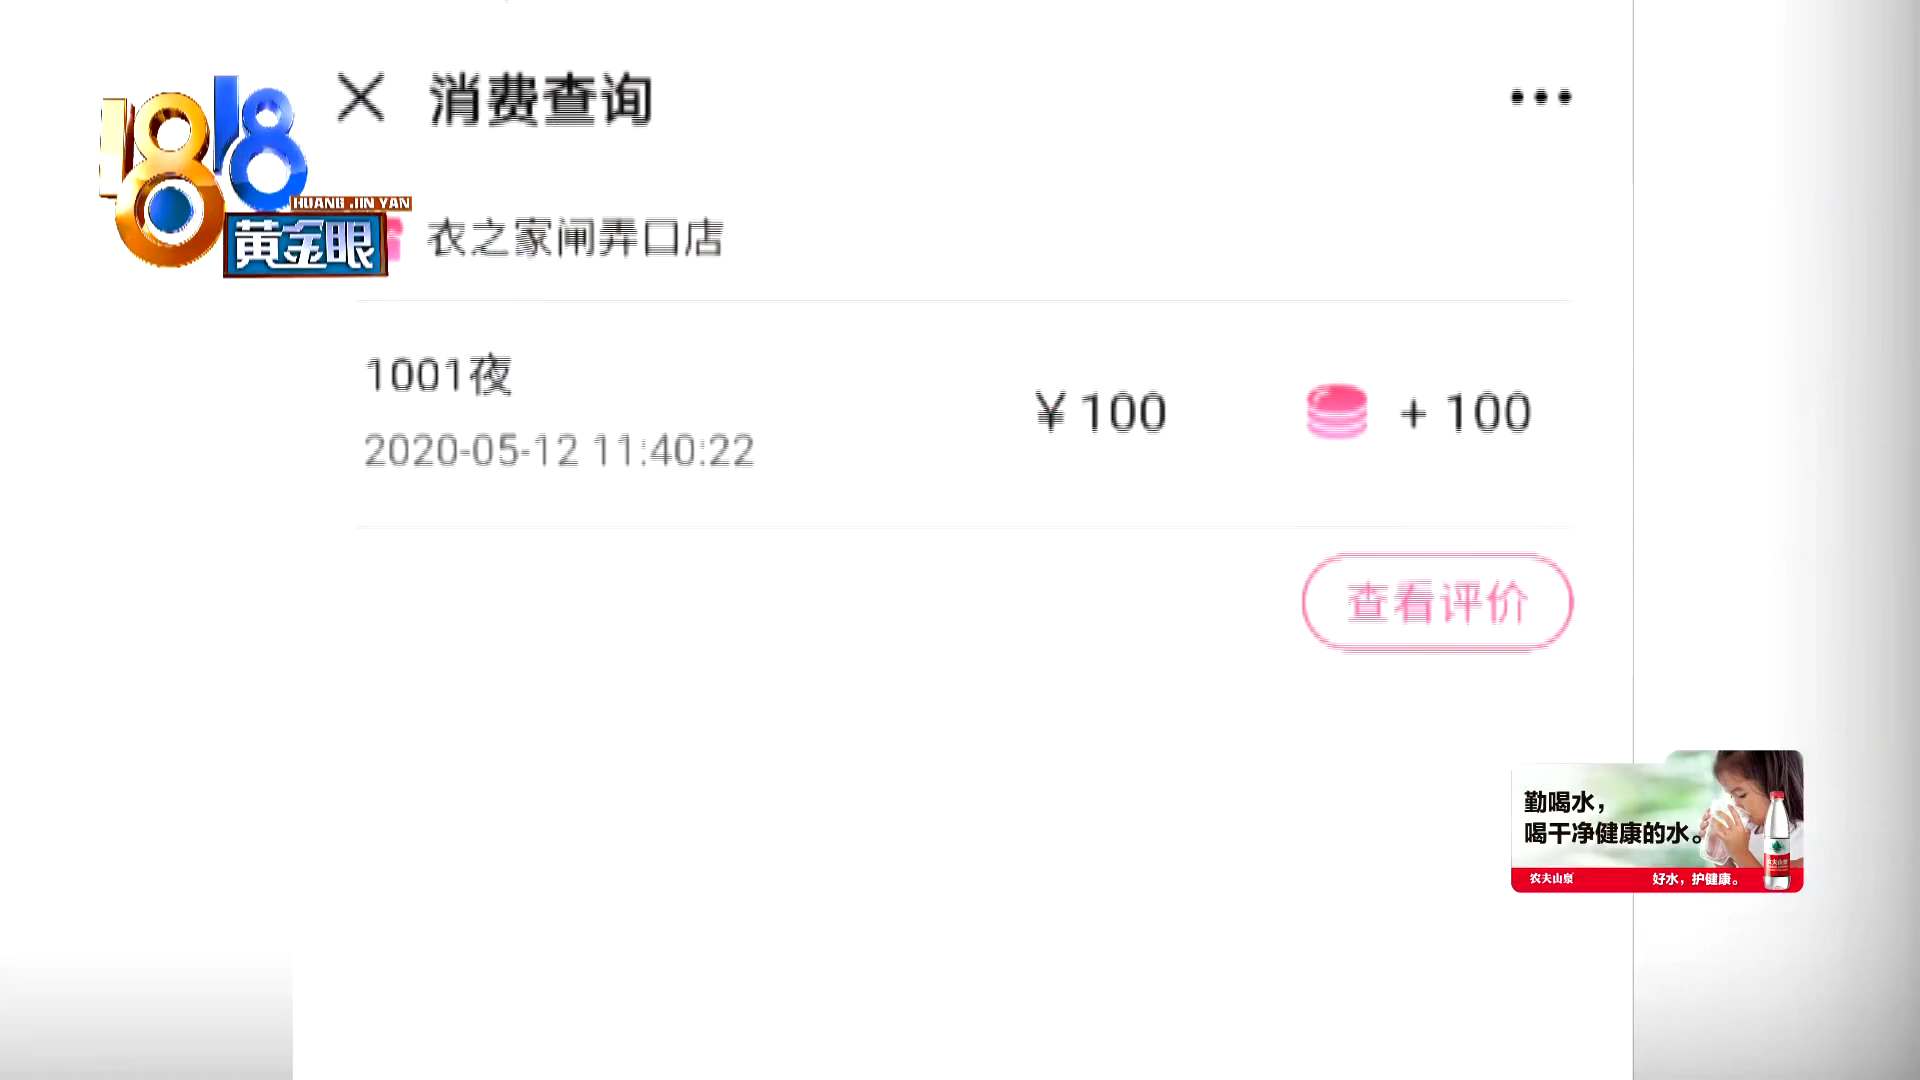 1818
HUANG JIN YAN
黄金眼
消费查询
衣之家闸弄口店
1001夜
2020-05-12 11:40:22
¥100
+ 100
查看评价
勤喝水，
喝干净健康的水。
农夫山泉
好水，护健康。